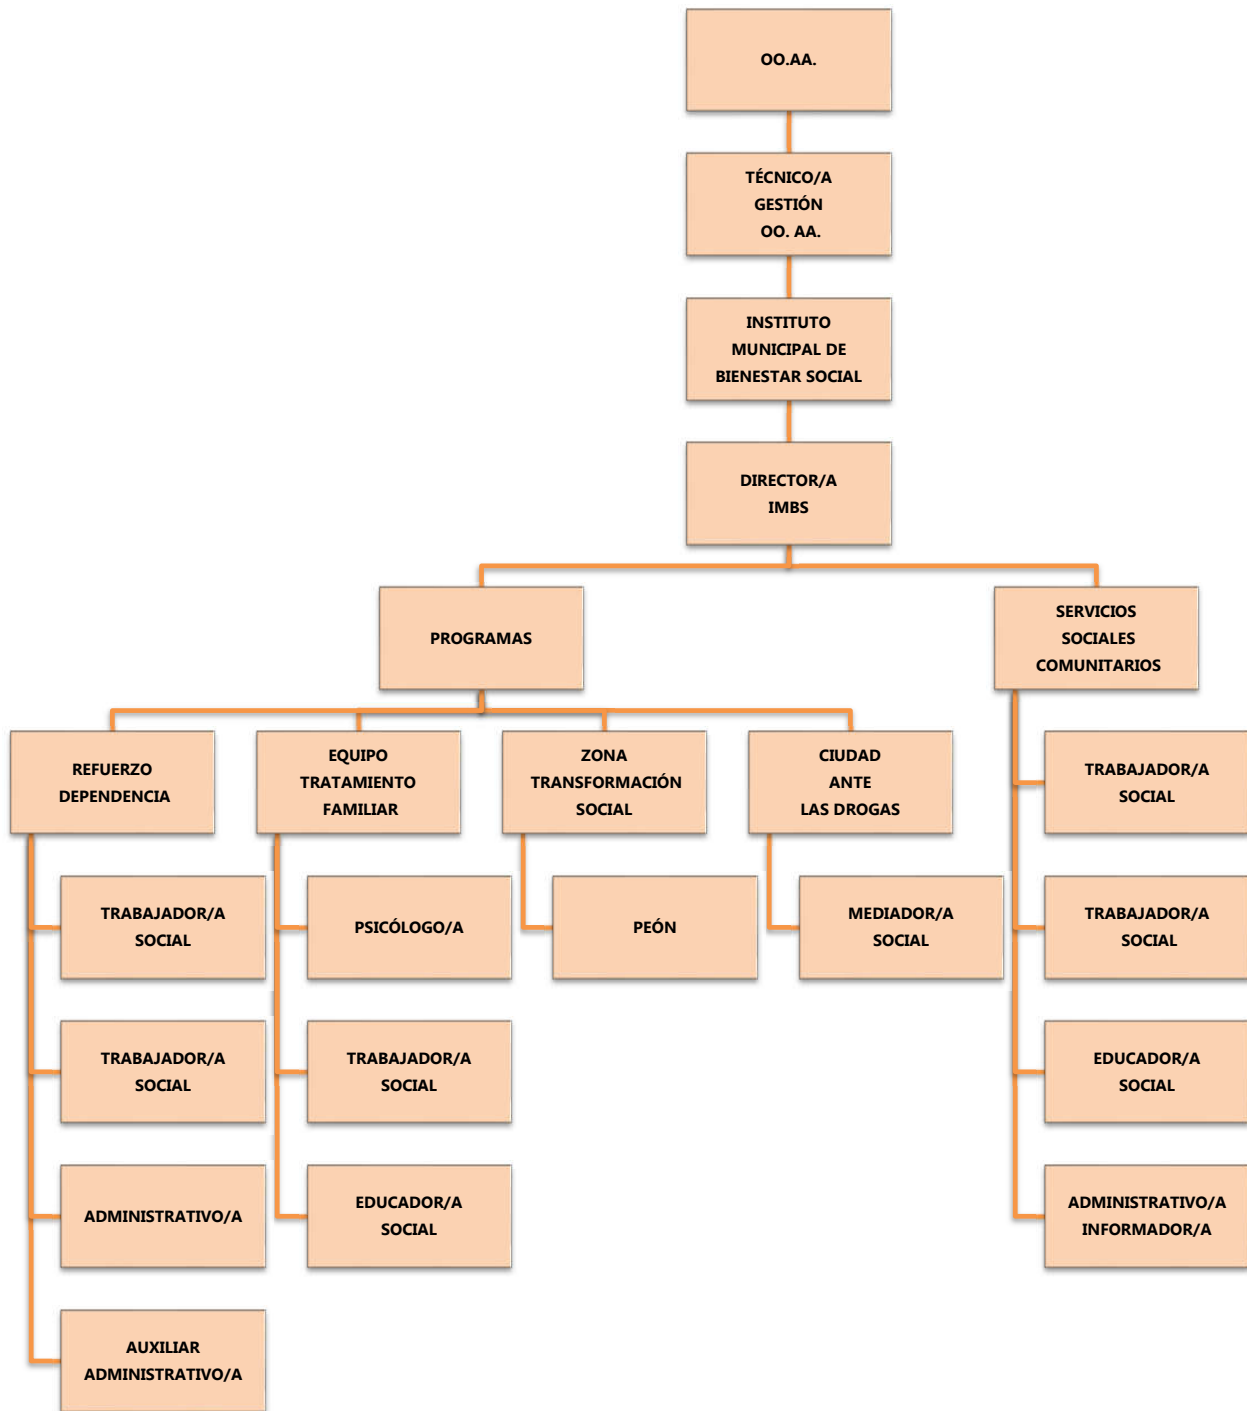 OO.AA.
TÉCNICO/A
GESTIÓN
OO. AA.
INSTITUTO
MUNICIPAL DE
BIENESTAR SOCIAL
DIRECTOR/A
IMBS
PROGRAMAS
SERVICIOS
SOCIALES
COMUNITARIOS
REFUERZO
DEPENDENCIA
EQUIPO
TRATAMIENTO
FAMILIAR
ZONA
TRANSFORMACIÓN
SOCIAL
CIUDAD
ANTE
LAS DROGAS
TRABAJADOR/A
SOCIAL
TRABAJADOR/A
SOCIAL
PSICÓLOGO/A
PEÓN
MEDIADOR/A
SOCIAL
TRABAJADOR/A
SOCIAL
TRABAJADOR/A
SOCIAL
TRABAJADOR/A
SOCIAL
EDUCADOR/A
SOCIAL
ADMINISTRATIVO/A
EDUCADOR/A
SOCIAL
ADMINISTRATIVO/A
INFORMADOR/A
AUXILIAR
ADMINISTRATIVO/A